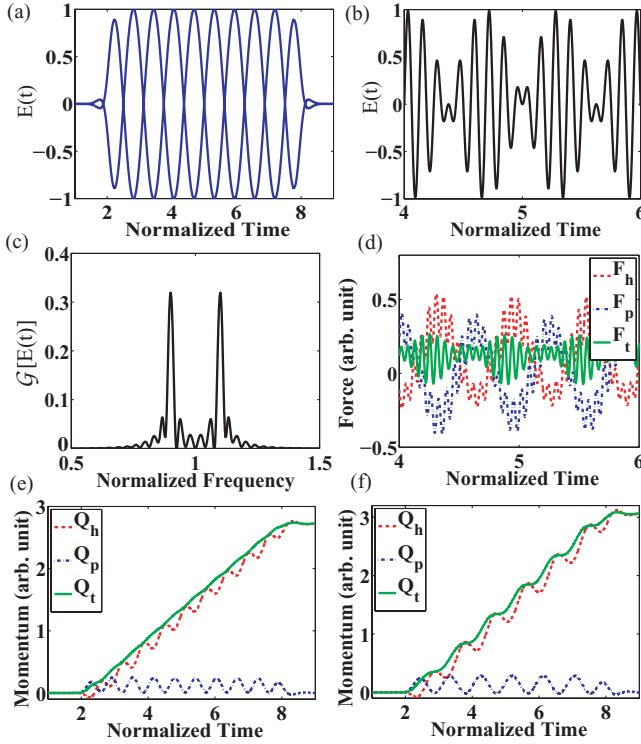 (a)
1
0.5
0
−0.5
−1
E(t)
2 4 6 8
Normalized Time
(b)
1
0.5
0
−0.5
−1
E(t)
4 5 6
Normalized Time
(c)
0.4
0.3
0.2
0.1
0
𝒢[E(t)]
0.5 1 1.5
Normalized Frequency
(d)
0.5
0
−0.5
Force (arb. unit)
F_h
F_p
F_t
4 5 6
Normalized Time
(e)
3
2
1
0
Momentum (arb. unit)
Q_h
Q_p
Q_t
2 4 6 8
Normalized Time
(f)
3
2
1
0
Momentum (arb. unit)
Q_h
Q_p
Q_t
2 4 6 8
Normalized Time